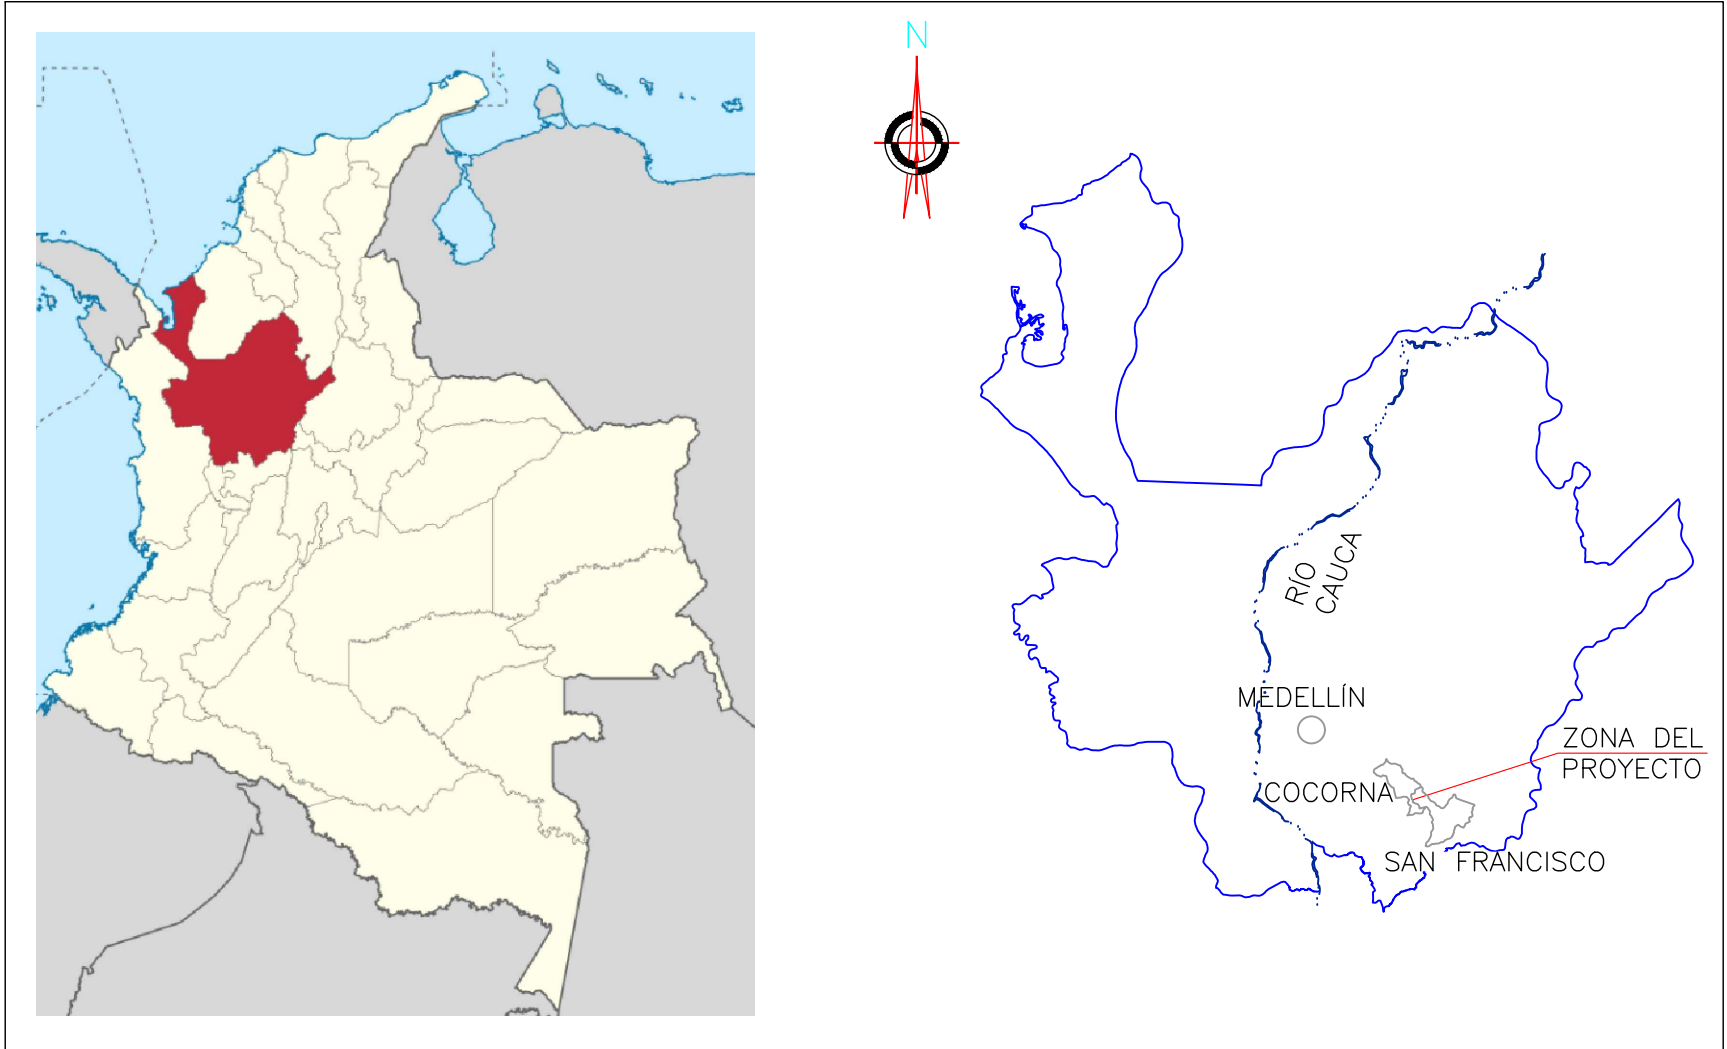 N
RÍO
CAUCA
MEDELLÍN
ZONA DEL
PROYECTO
COCORNA
SAN FRANCISCO